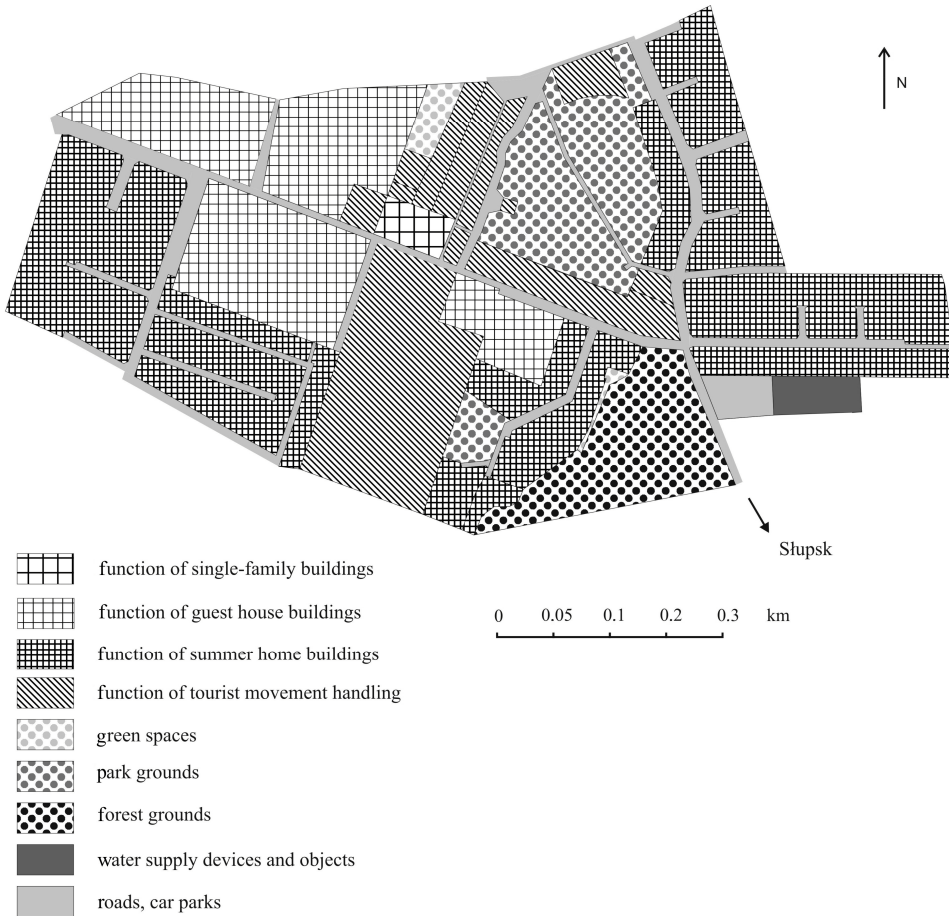 N
Słupsk
function of single-family buildings
function of guest house buildings
function of summer home buildings
function of tourist movement handling
green spaces
park grounds
forest grounds
water supply devices and objects
roads, car parks
0 0.05 0.1 0.2 0.3 km